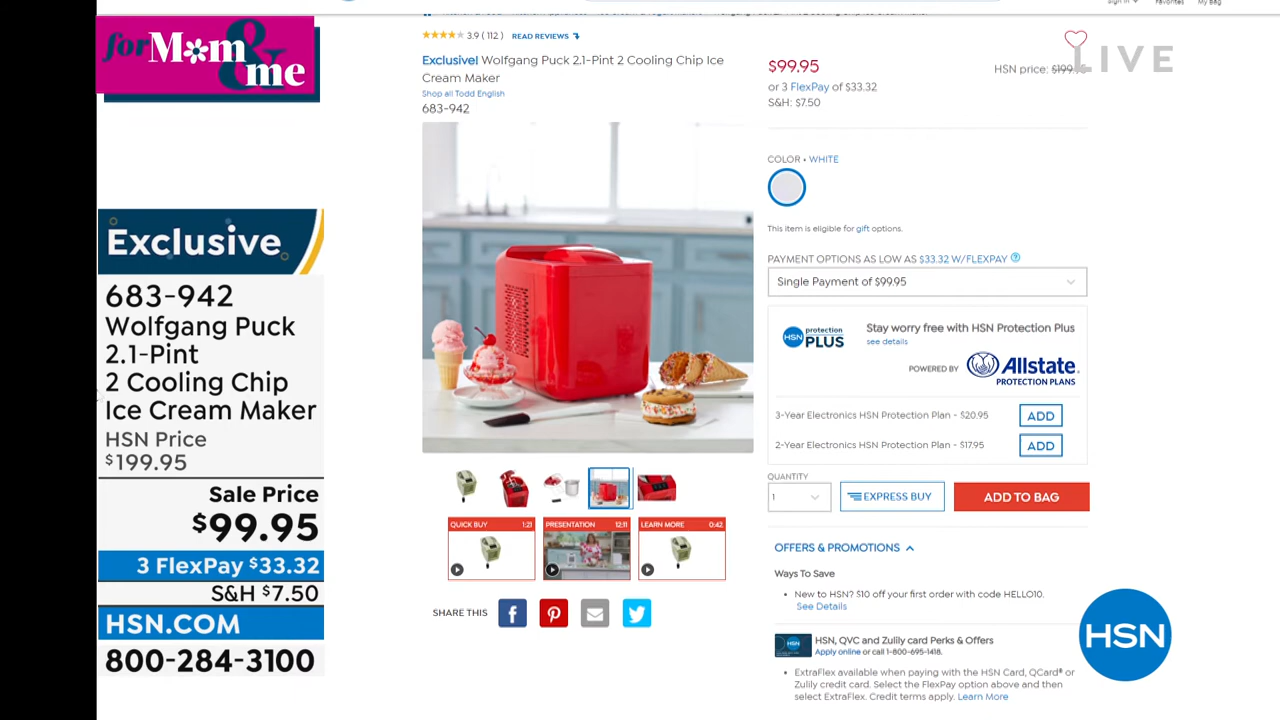 for Mom
& me
Exclusive
683-942
Wolfgang Puck
2.1-Pint
2 Cooling Chip
Ice Cream Maker
HSN Price
$199.95
Sale Price
$99.95
3 FlexPay $33.32
S&H $7.50
HSN.COM
800-284-3100
Sign In
Favorites
My Bag
3.9 (112) READ REVIEWS
Exclusive! Wolfgang Puck 2.1-Pint 2 Cooling Chip Ice
Cream Maker
Shop all Todd English
683-942
QUICK BUY 1:21
PRESENTATION 12:11
LEARN MORE 0:42
SHARE THIS
$99.95
HSN price:
LIVE
or 3 FlexPay of $33.32
S&H: $7.50
COLOR • WHITE
This item is eligible for gift options.
PAYMENT OPTIONS AS LOW AS $33.32 W/FLEXPAY
Single Payment of $99.95
HSN protection PLUS
Stay worry free with HSN Protection Plus
see details
POWERED BY Allstate
PROTECTION PLANS
3-Year Electronics HSN Protection Plan - $20.95 ADD
2-Year Electronics HSN Protection Plan - $17.95 ADD
QUANTITY
1
EXPRESS BUY
ADD TO BAG
OFFERS & PROMOTIONS
Ways To Save
• New to HSN? $10 off your first order with code HELLO10.
See Details
HSN
HSN, QVC and Zulily card Perks & Offers
Apply online or call 1-800-695-1418.
• ExtraFlex available when paying with the HSN Card, QCard® or
Zulily credit card. Select the FlexPay option above and then
select ExtraFlex. Credit terms apply. Learn More
HSN